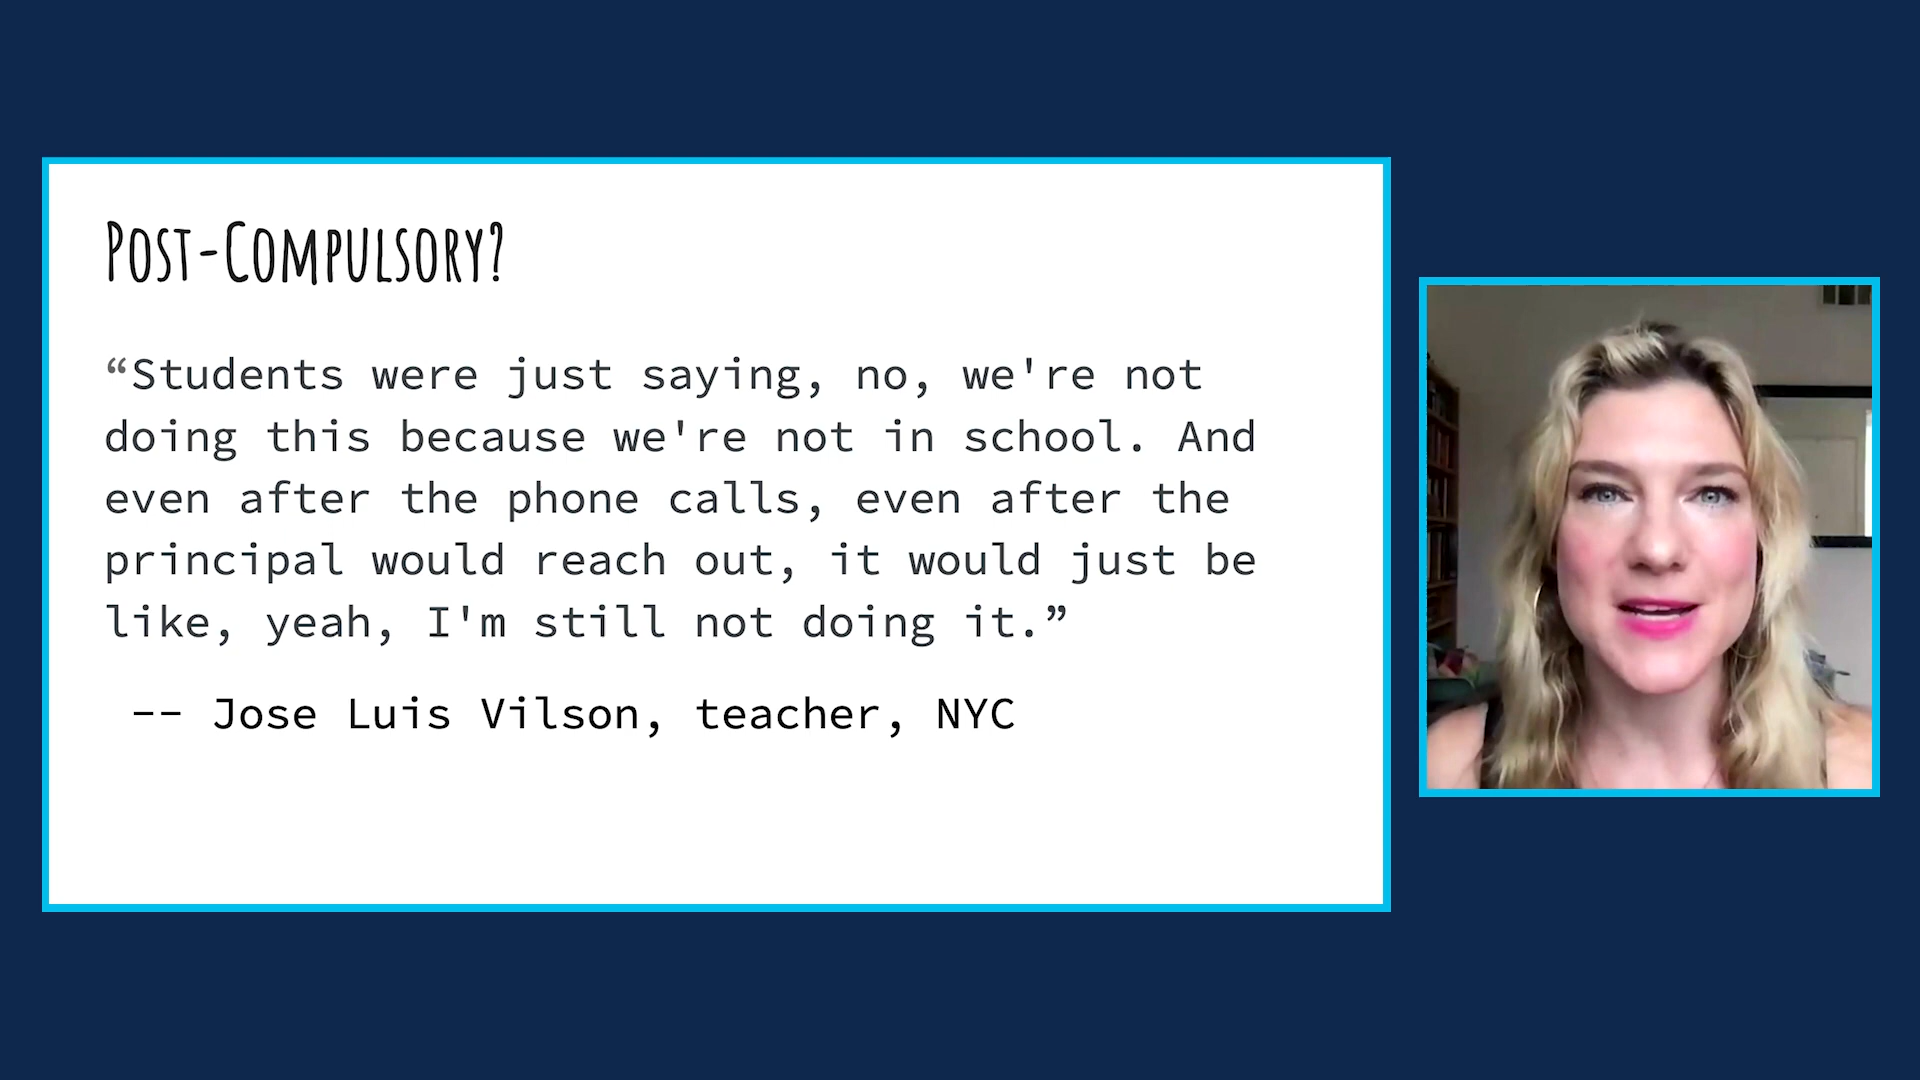 Post-Compulsory?
“Students were just saying, no, we're not
doing this because we're not in school. And
even after the phone calls, even after the
principal would reach out, it would just be
like, yeah, I'm still not doing it.”
-- Jose Luis Vilson, teacher, NYC